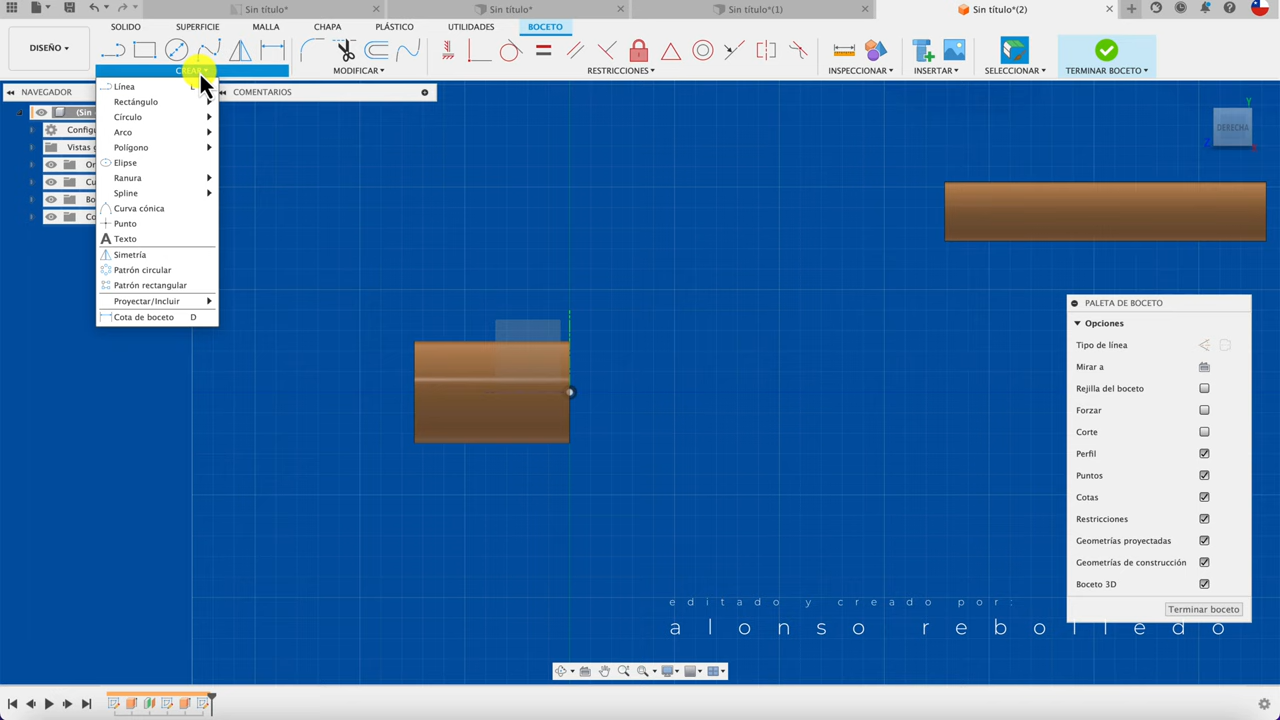 Sin título*
Sin título*
Sin título*(1)
Sin título*(2)
DISEÑO
SÓLIDO
SUPERFICIE
MALLA
CHAPA
PLÁSTICO
UTILIDADES
BOCETO
MODIFICAR
RESTRICCIONES
INSPECCIONAR
INSERTAR
SELECCIONAR
TERMINAR BOCETO
NAVEGADOR
COMENTARIOS
(Sin
Línea
Rectángulo
Círculo
Arco
Polígono
Elipse
Ranura
Spline
Curva cónica
Punto
Texto
Simetría
Patrón circular
Patrón rectangular
Proyectar/Incluir
Cota de boceto D
Y
DERECHA
PALETA DE BOCETO
Opciones
Tipo de línea
Mirar a
Rejilla del boceto
Forzar
Corte
Perfil
Puntos
Cotas
Restricciones
Geometrías proyectadas
Geometrías de construcción
Boceto 3D
Terminar boceto
editado y creado por:
alonso rebolledo